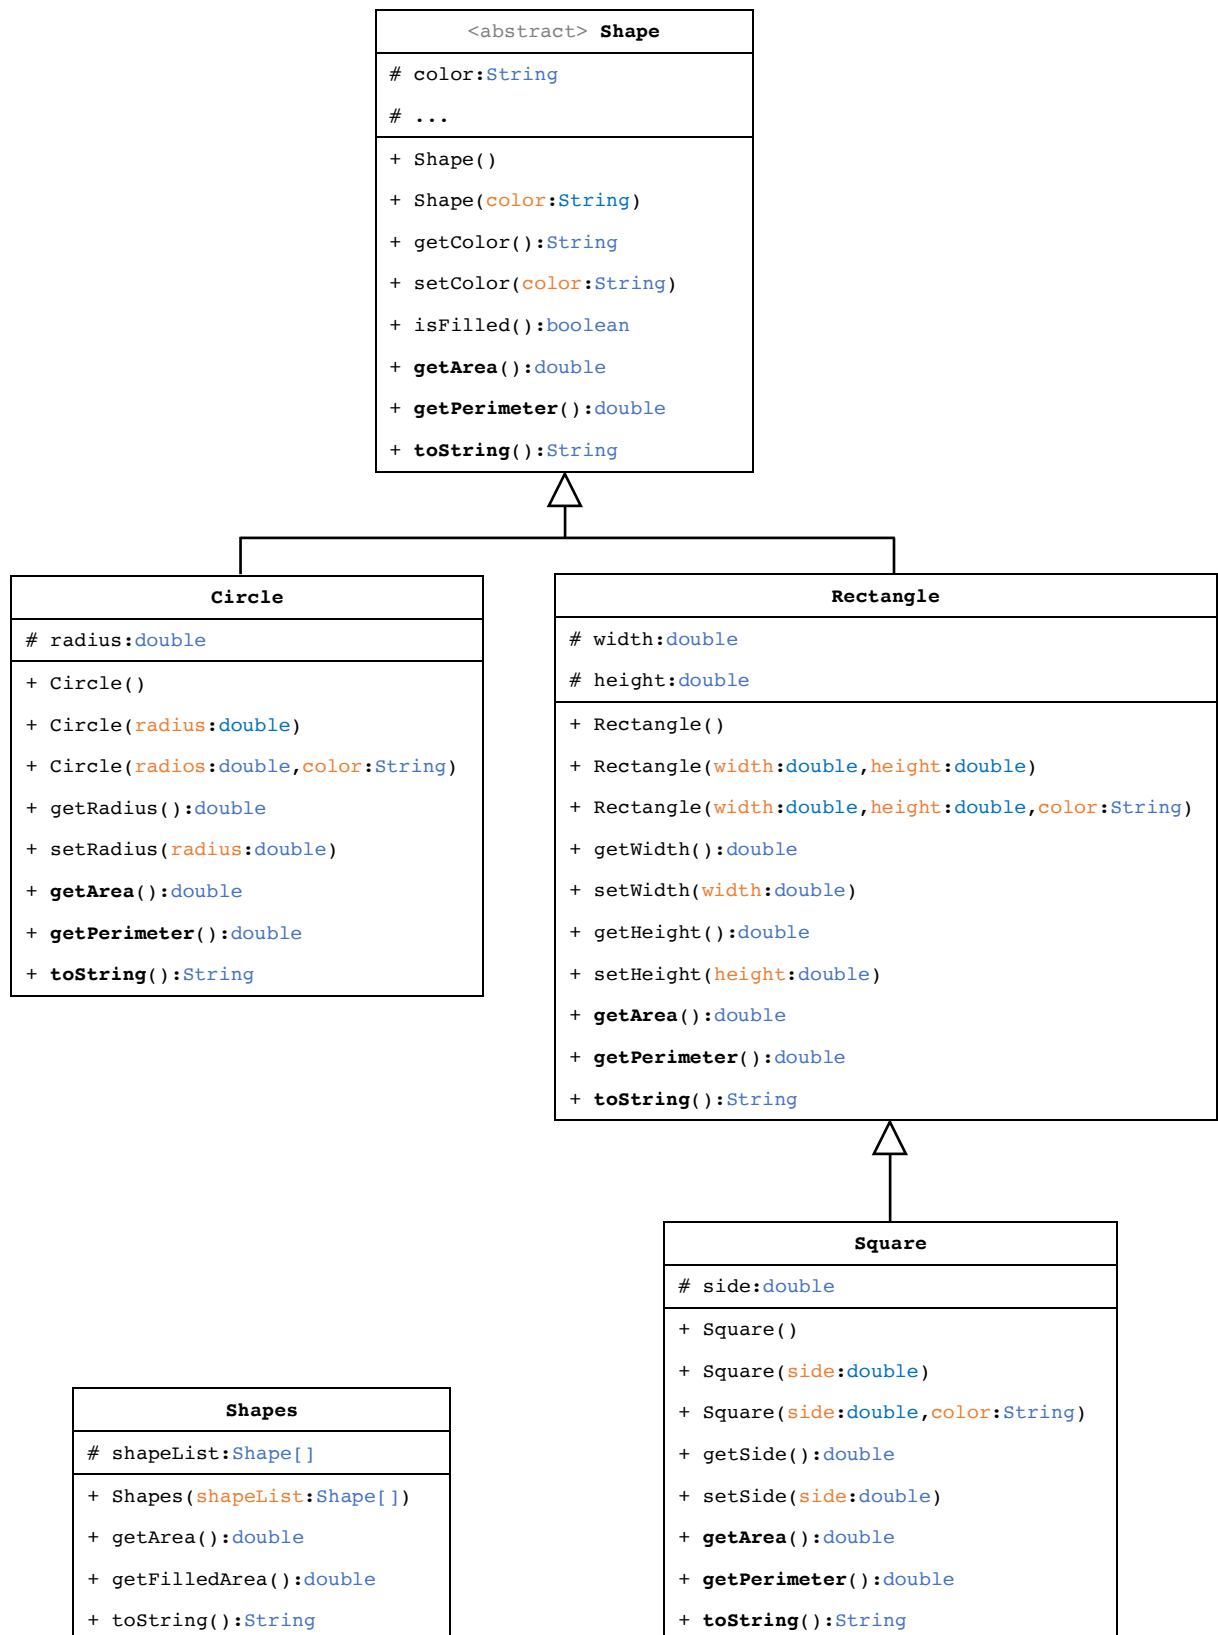 <abstract> Shape
# color:String
# ...
+ Shape()
+ Shape(color:String)
+ getColor():String
+ setColor(color:String)
+ isFilled():boolean
+ getArea():double
+ getPerimeter():double
+ toString():String
Circle
# radius:double
+ Circle()
+ Circle(radius:double)
+ Circle(radios:double,color:String)
+ getRadius():double
+ setRadius(radius:double)
+ getArea():double
+ getPerimeter():double
+ toString():String
Rectangle
# width:double
# height:double
+ Rectangle()
+ Rectangle(width:double,height:double)
+ Rectangle(width:double,height:double,color:String)
+ getWidth():double
+ setWidth(width:double)
+ getHeight():double
+ setHeight(height:double)
+ getArea():double
+ getPerimeter():double
+ toString():String
Square
# side:double
+ Square()
+ Square(side:double)
+ Square(side:double,color:String)
+ getSide():double
+ setSide(side:double)
+ getArea():double
+ getPerimeter():double
+ toString():String
Shapes
# shapeList:Shape[]
+ Shapes(shapeList:Shape[])
+ getArea():double
+ getFilledArea():double
+ toString():String